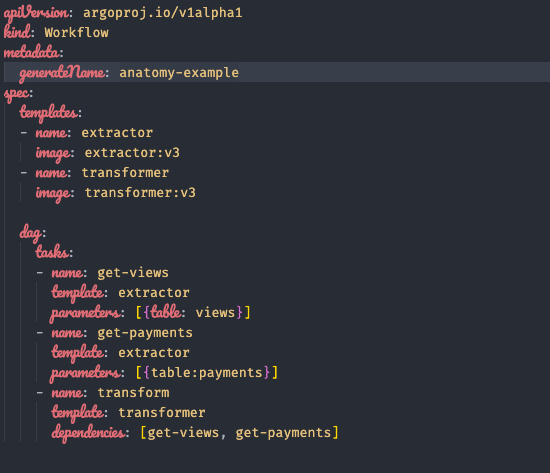 apiVersion: argoproj.io/v1alpha1
kind: Workflow
metadata:
  generateName: anatomy-example
spec:
  templates:
  - name: extractor
    image: extractor:v3
  - name: transformer
    image: transformer:v3

  dag:
    tasks:
    - name: get-views
      template: extractor
      parameters: [{table: views}]
    - name: get-payments
      template: extractor
      parameters: [{table:payments}]
    - name: transform
      template: transformer
      dependencies: [get-views, get-payments]